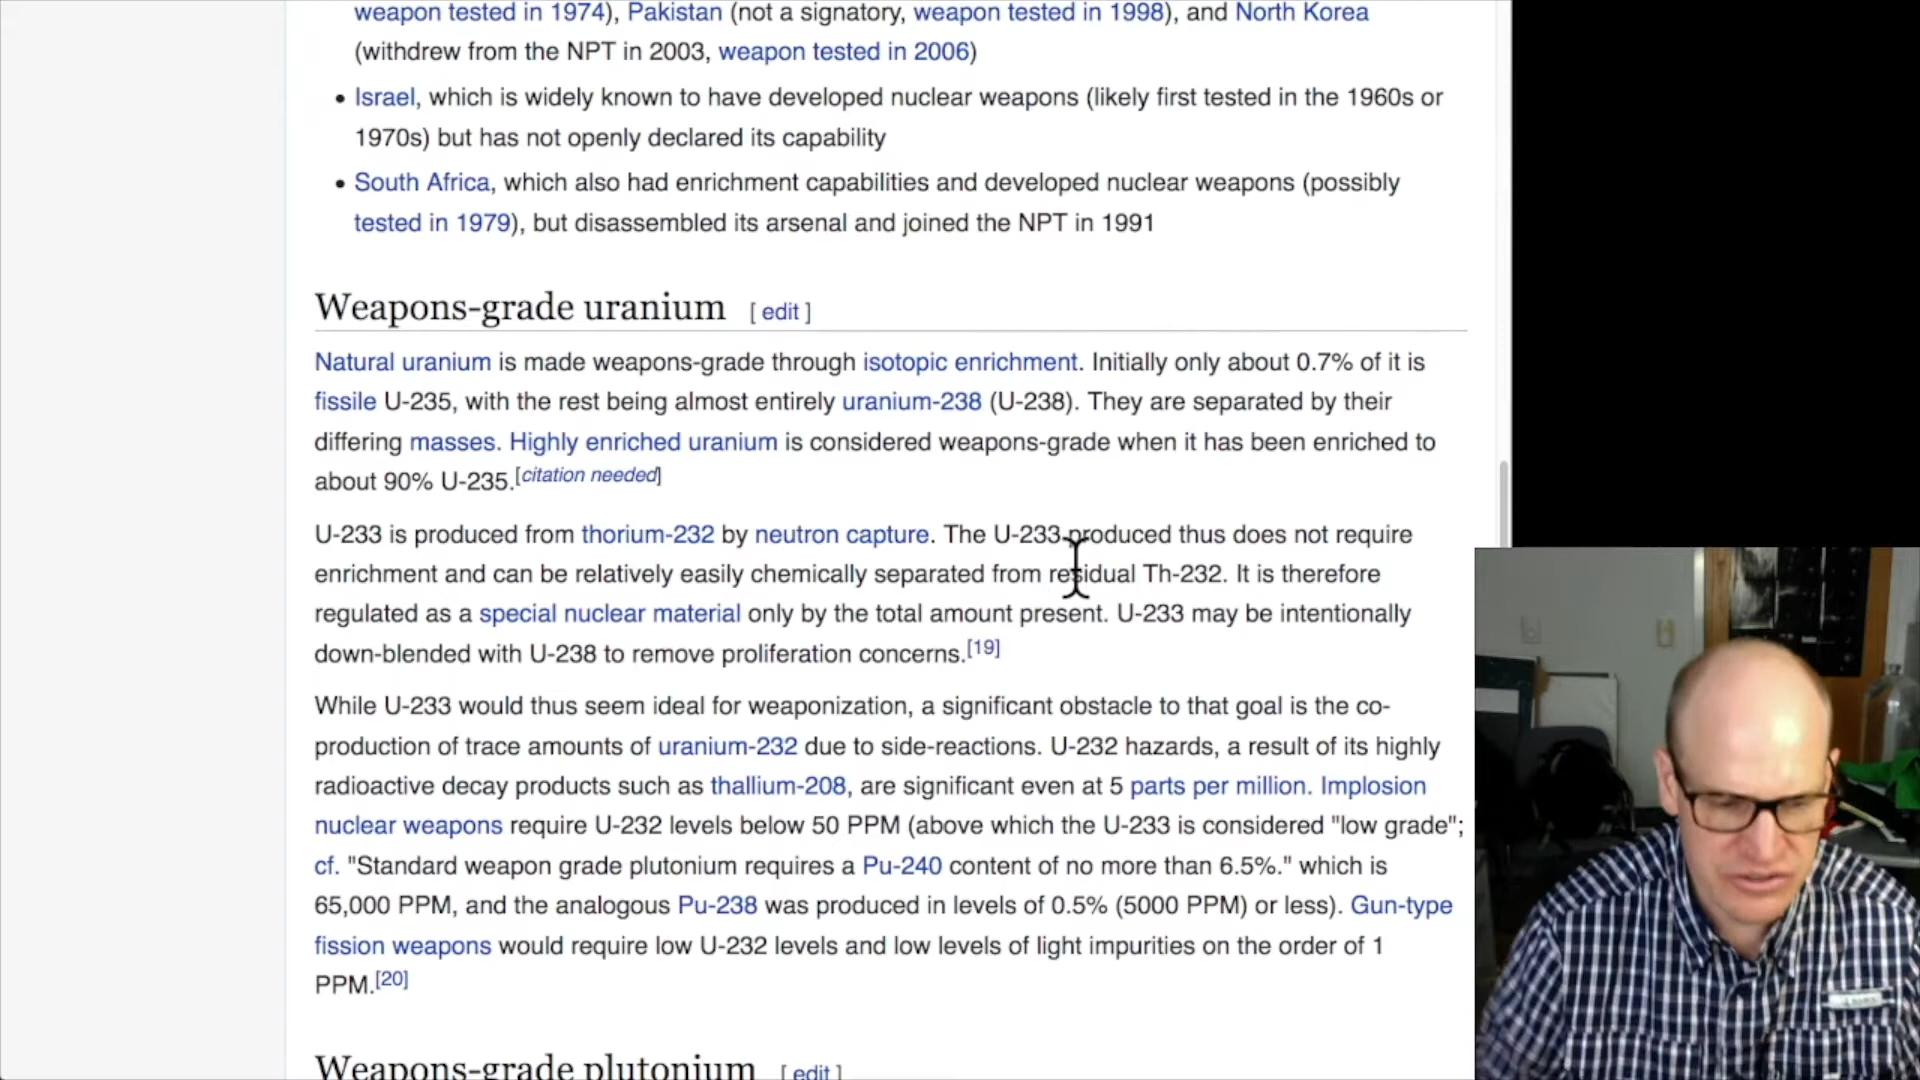 weapon tested in 1974), Pakistan (not a signatory, weapon tested in 1998), and North Korea
(withdrew from the NPT in 2003, weapon tested in 2006)
• Israel, which is widely known to have developed nuclear weapons (likely first tested in the 1960s or
1970s) but has not openly declared its capability
• South Africa, which also had enrichment capabilities and developed nuclear weapons (possibly
tested in 1979), but disassembled its arsenal and joined the NPT in 1991
Weapons-grade uranium [ edit ]
Natural uranium is made weapons-grade through isotopic enrichment. Initially only about 0.7% of it is
fissile U-235, with the rest being almost entirely uranium-238 (U-238). They are separated by their
differing masses. Highly enriched uranium is considered weapons-grade when it has been enriched to
about 90% U-235.[citation needed]
U-233 is produced from thorium-232 by neutron capture. The U-233 produced thus does not require
enrichment and can be relatively easily chemically separated from residual Th-232. It is therefore
regulated as a special nuclear material only by the total amount present. U-233 may be intentionally
down-blended with U-238 to remove proliferation concerns.[19]
While U-233 would thus seem ideal for weaponization, a significant obstacle to that goal is the co-
production of trace amounts of uranium-232 due to side-reactions. U-232 hazards, a result of its highly
radioactive decay products such as thallium-208, are significant even at 5 parts per million. Implosion
nuclear weapons require U-232 levels below 50 PPM (above which the U-233 is considered "low grade";
cf. "Standard weapon grade plutonium requires a Pu-240 content of no more than 6.5%." which is
65,000 PPM, and the analogous Pu-238 was produced in levels of 0.5% (5000 PPM) or less). Gun-type
fission weapons would require low U-232 levels and low levels of light impurities on the order of 1
PPM.[20]
Weapons-grade plutonium [ edit ]